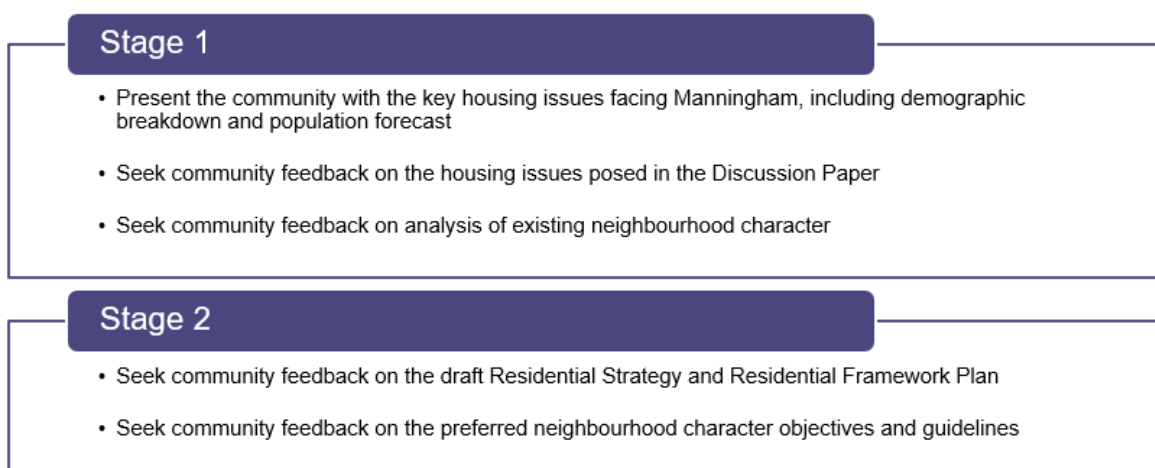 Stage 1
• Present the community with the key housing issues facing Manningham, including demographic
breakdown and population forecast
• Seek community feedback on the housing issues posed in the Discussion Paper
• Seek community feedback on analysis of existing neighbourhood character
Stage 2
• Seek community feedback on the draft Residential Strategy and Residential Framework Plan
• Seek community feedback on the preferred neighbourhood character objectives and guidelines